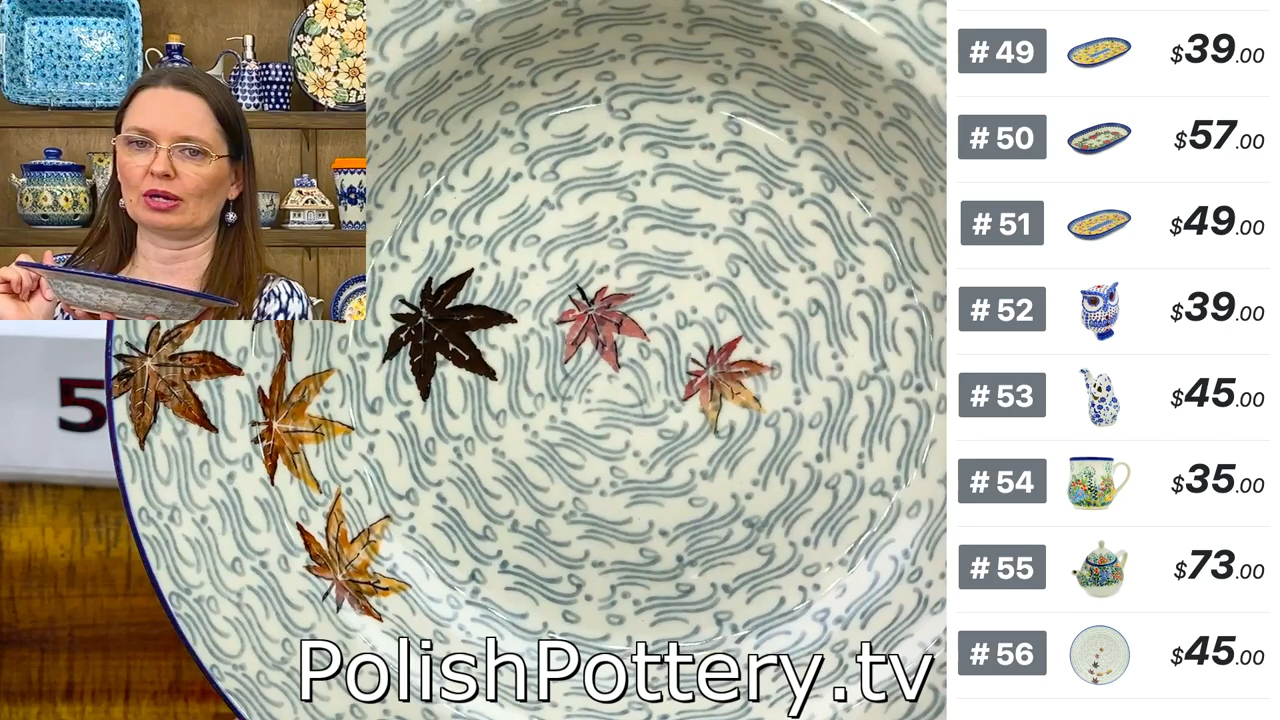 # 49 $39.00
# 50 $57.00
# 51 $49.00
# 52 $39.00
# 53 $45.00
# 54 $35.00
# 55 $73.00
# 56 $45.00
5
PolishPottery.tv